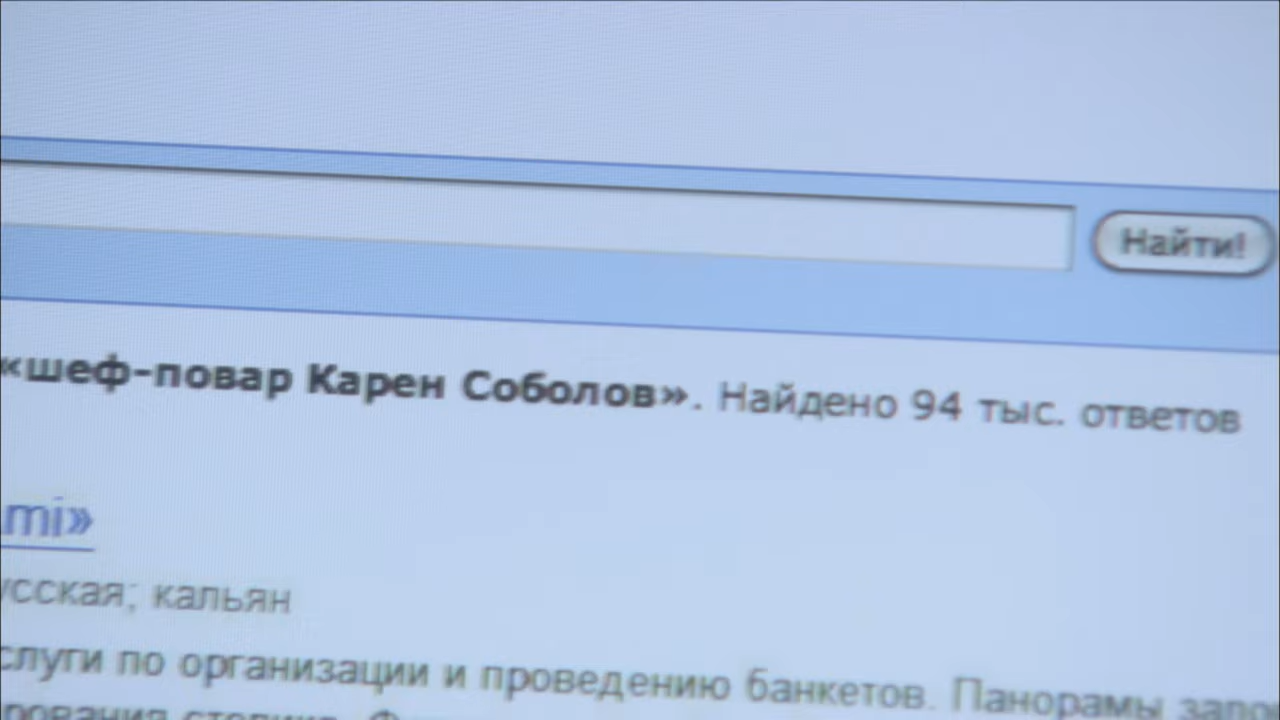 Найти!
«шеф-повар Карен Соболов». Найдено 94 тыс. ответов
mi»
усская; кальян
слуги по организации и проведению банкетов. Панорамы